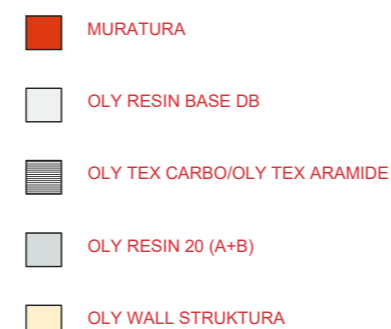 MURATURA
OLY RESIN BASE DB
OLY TEX CARBO/OLY TEX ARAMIDE
OLY RESIN 20 (A+B)
OLY WALL STRUKTURA